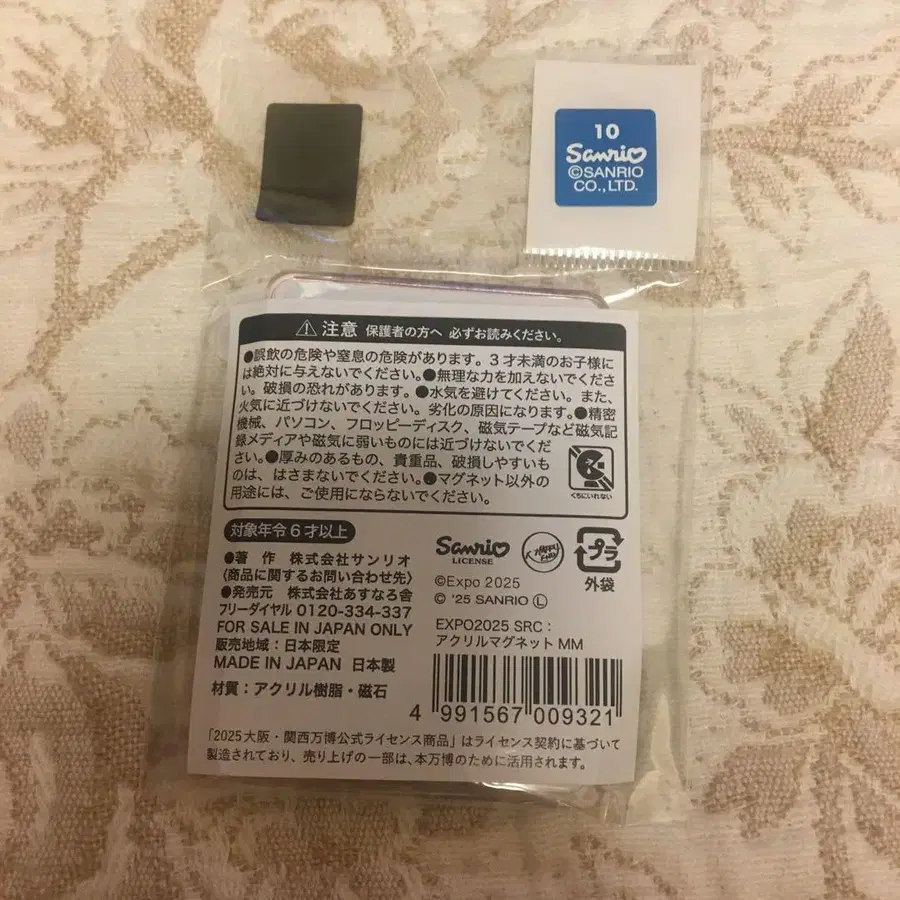 10
Sanrio
©SANRIO
CO.,LTD.
⚠注意 保護者の方へ 必ずお読みください。
●誤飲の危険や窒息の危険があります。3才未満のお子様に
は絶対に与えないでください。●無理な力を加えないでくださ
い。破損の恐れがあります。●水気を避けてください。また、
火気に近づけないでください。劣化の原因になります。●精密
機械、パソコン、フロッピーディスク、磁気テープなど磁気記
録メディアや磁気に弱いものには近づけないでくだ
さい。●厚みのあるもの、貴重品、破損しやすいも
のは、はさまないでください。●マグネット以外の
用途には、ご使用にならないでください。
くちにいれない
対象年令6才以上
●著 作 株式会社サンリオ
〈商品に関するお問い合わせ先〉
●発売元 株式会社あすなろ舎
フリーダイヤル 0120-334-337
FOR SALE IN JAPAN ONLY
販売地域:日本限定
MADE IN JAPAN 日本製
材質:アクリル樹脂・磁石
Sanrio
LICENSE
HAPPY
END
プラ
外袋
©Expo 2025
© '25 SANRIO Ⓛ
EXPO2025 SRC:
アクリルマグネット MM
4 991567 009321
「2025大阪・関西万博公式ライセンス商品」はライセンス契約に基づいて
製造されており、売り上げの一部は、本万博のために活用されます。